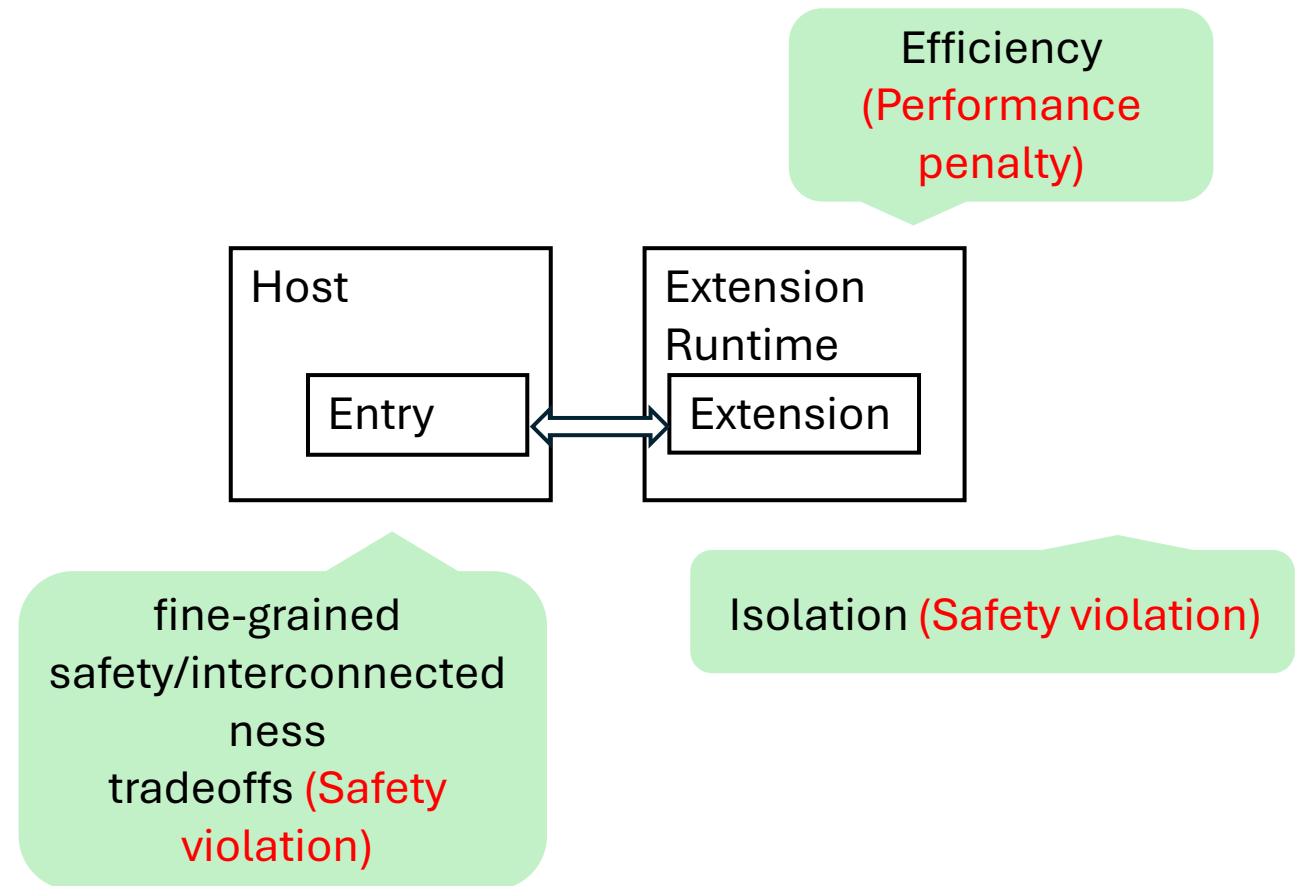 Efficiency
(Performance
penalty)
Host
Extension
Runtime
Entry
Extension
fine-grained
safety/interconnected
ness
tradeoffs (Safety
violation)
Isolation (Safety violation)